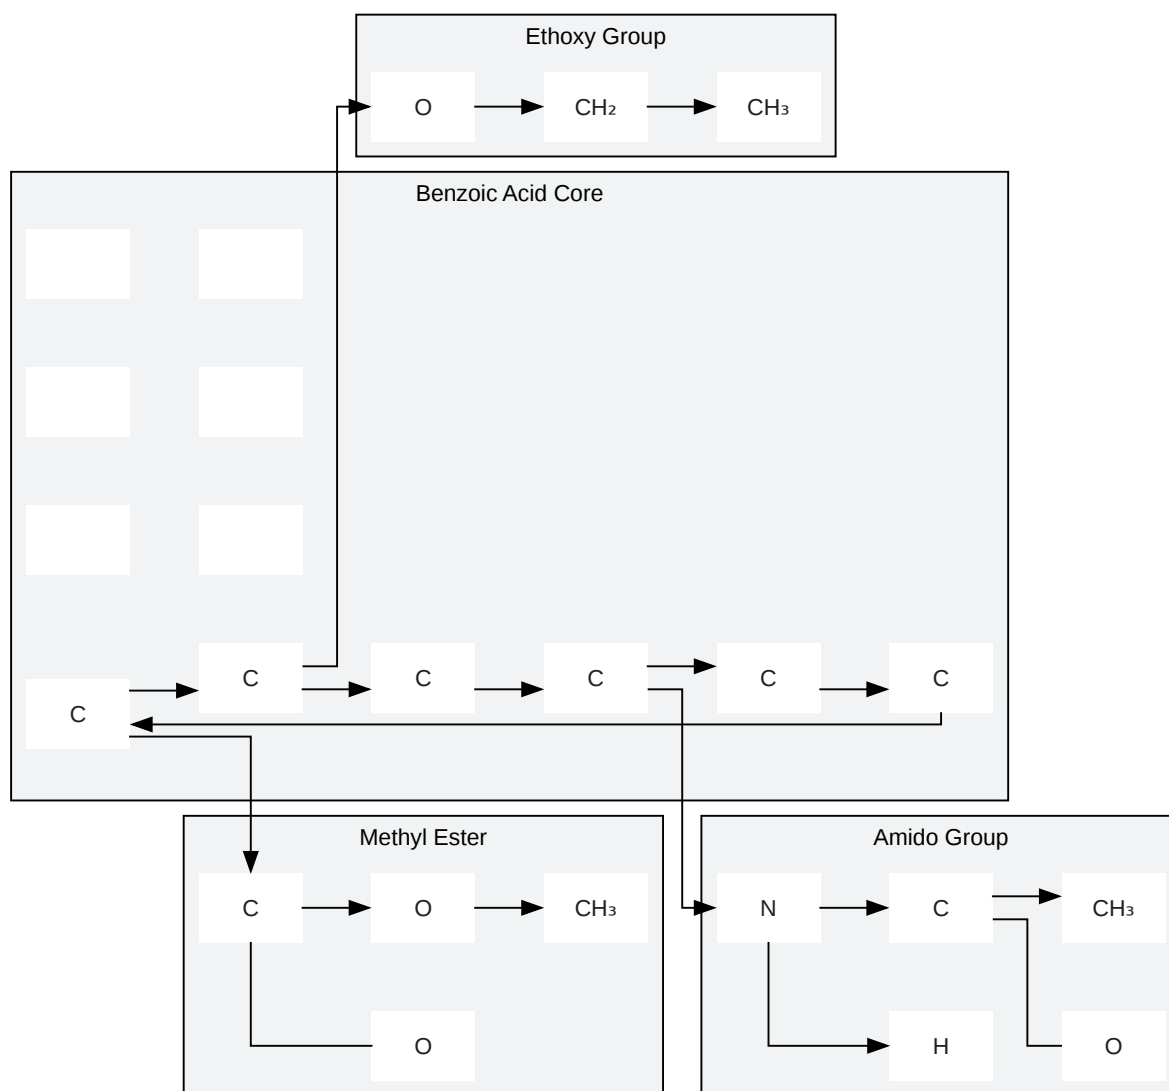 Ethoxy Group
O CH₂ CH₃
Benzoic Acid Core
C C C C C C
Methyl Ester
C O CH₃
O
Amido Group
N C CH₃
H O